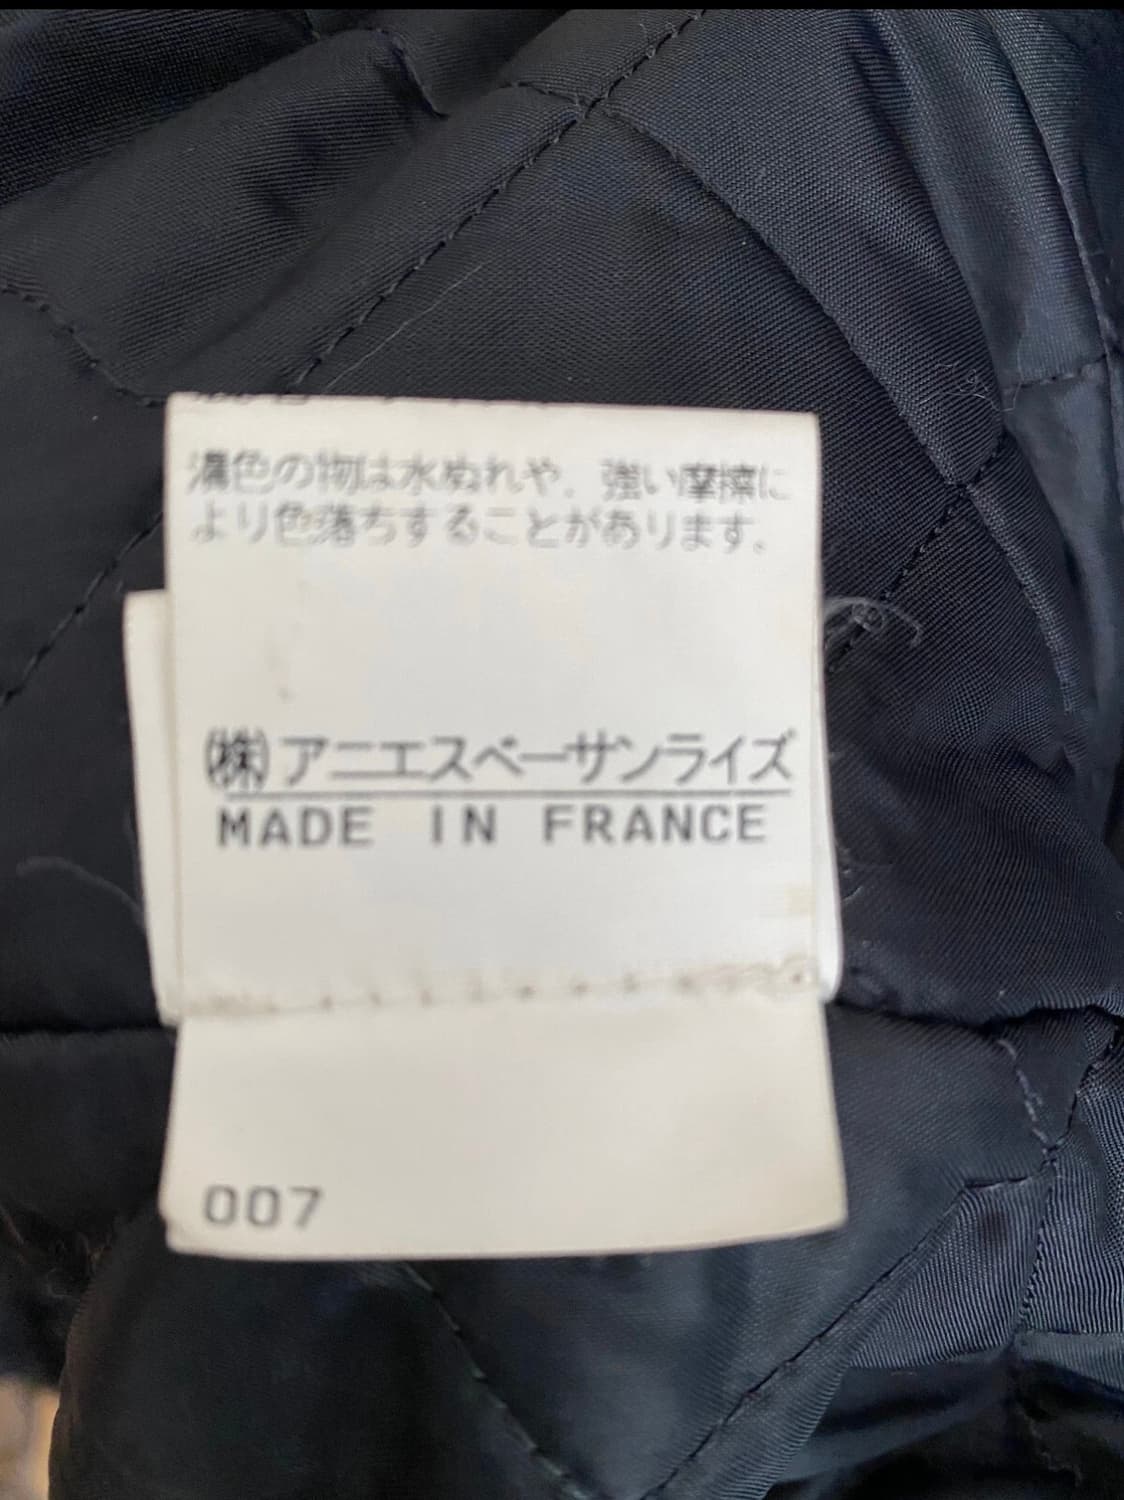 濃色の物は水ぬれや、強い摩擦に
より色落ちすることがあります。
(株)アニエスベーサンライズ
MADE IN FRANCE
007